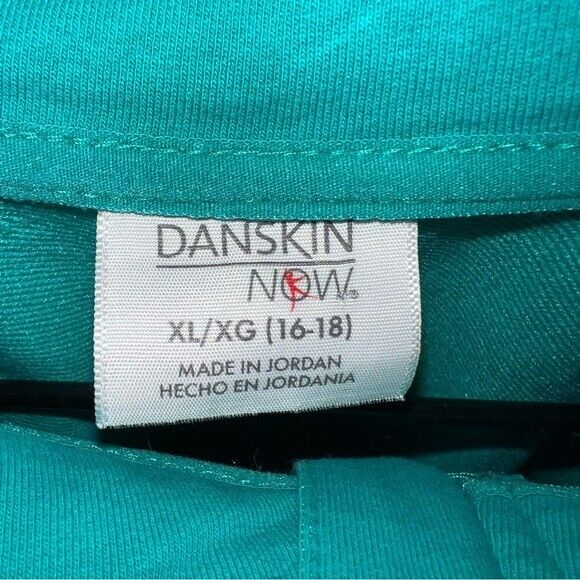 DANSKIN
NOW®
XL/XG (16-18)
MADE IN JORDAN
HECHO EN JORDANIA